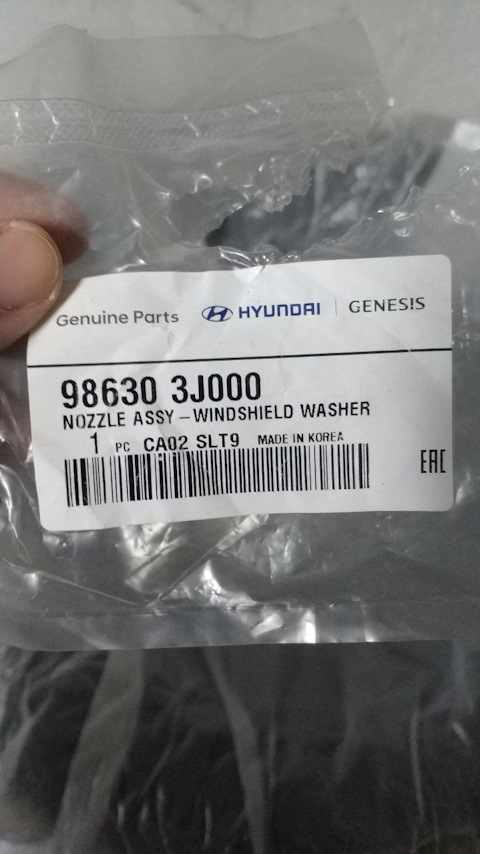 Genuine Parts HYUNDAI GENESIS
98630 3J000
NOZZLE ASSY-WINDSHIELD WASHER
1 PC CA02 SLT9 MADE IN KOREA
EAC